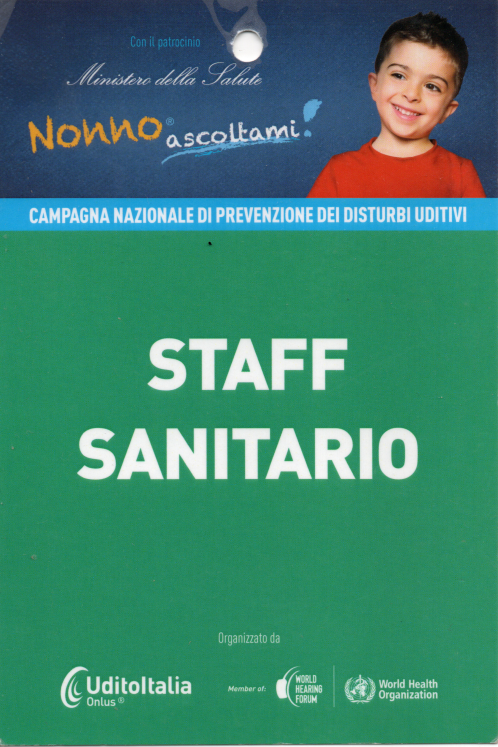 Con il patrocinio
Ministero della Salute
Nonno® ascoltami!
CAMPAGNA NAZIONALE DI PREVENZIONE DEI DISTURBI UDITIVI
STAFF
SANITARIO
Organizzato da
UditoItalia
Onlus®
Member of:
WORLD
HEARING
FORUM
World Health
Organization